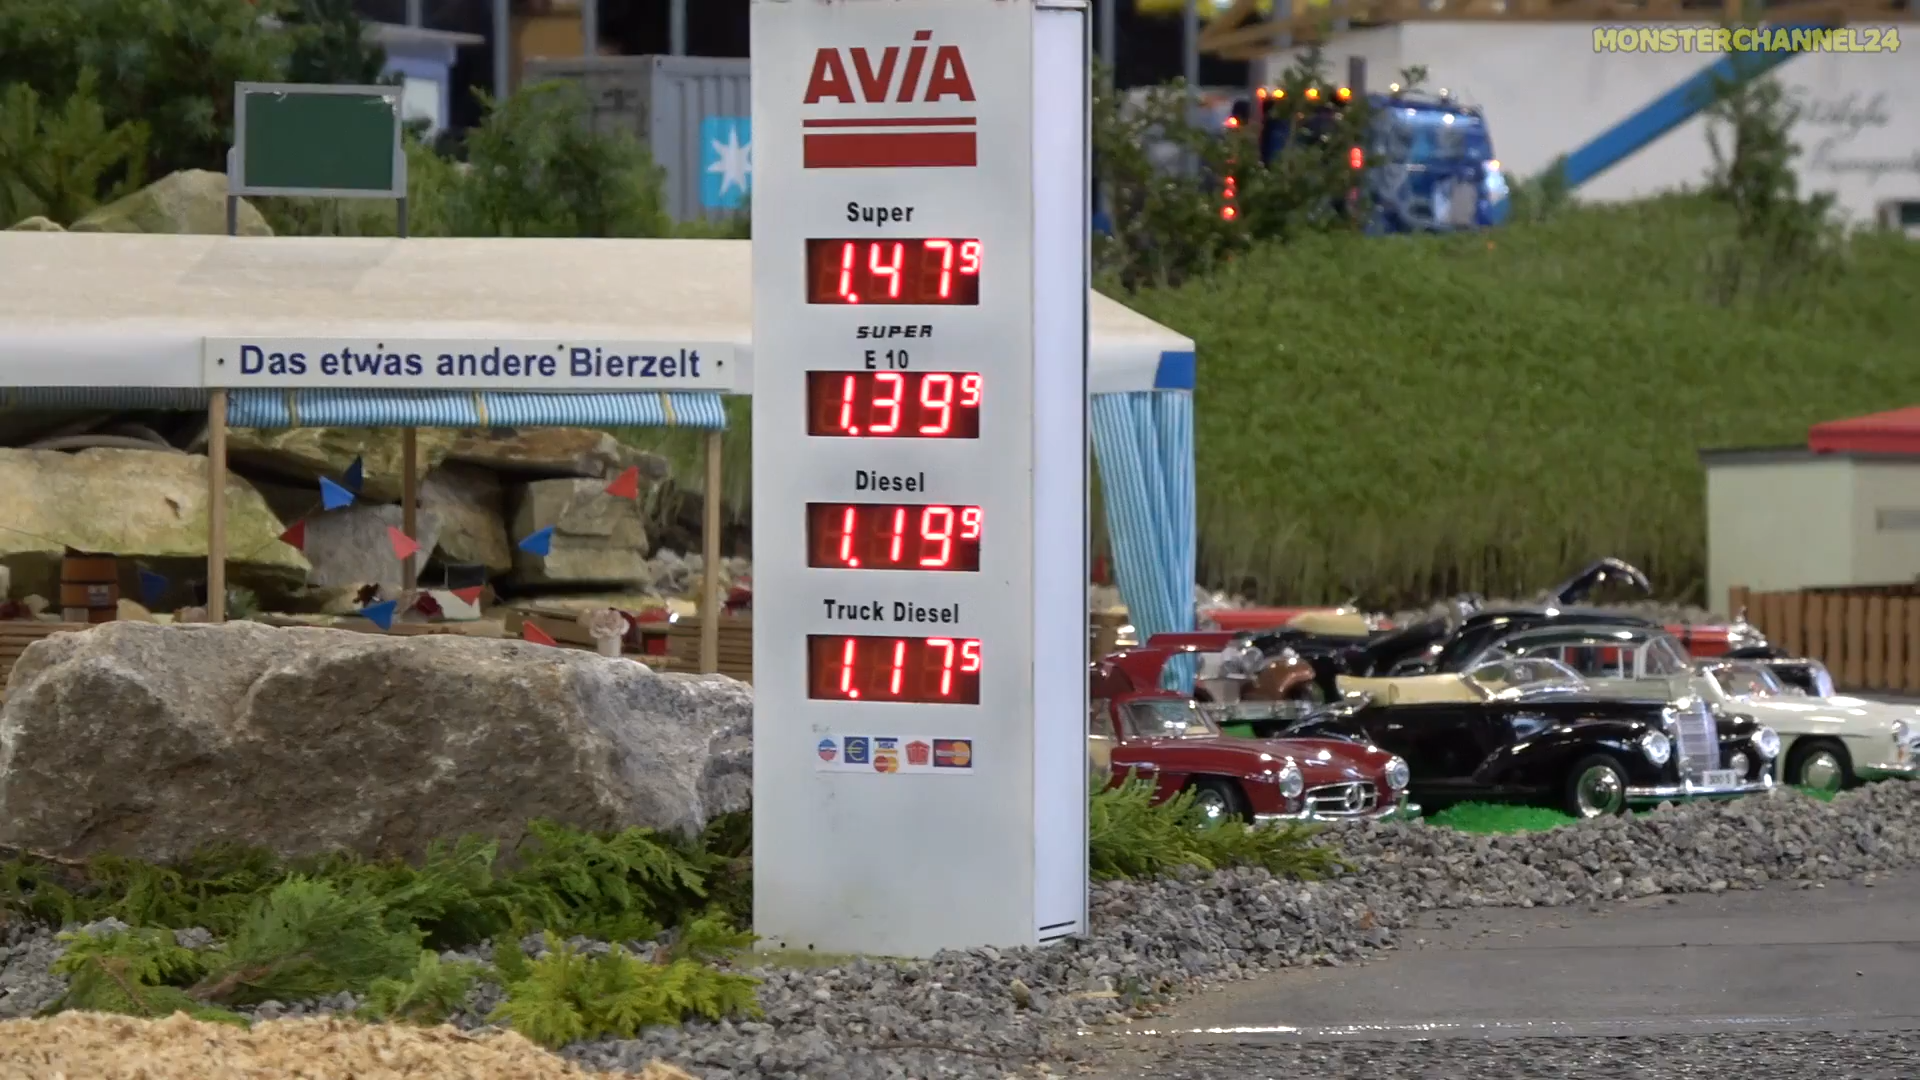 MONSTERCHANNEL24
AVIA
Super
1.47⁹
SUPER
E 10
1.39⁹
Das etwas andere Bierzelt
Diesel
1.19⁹
Truck Diesel
1.17⁵
300 S